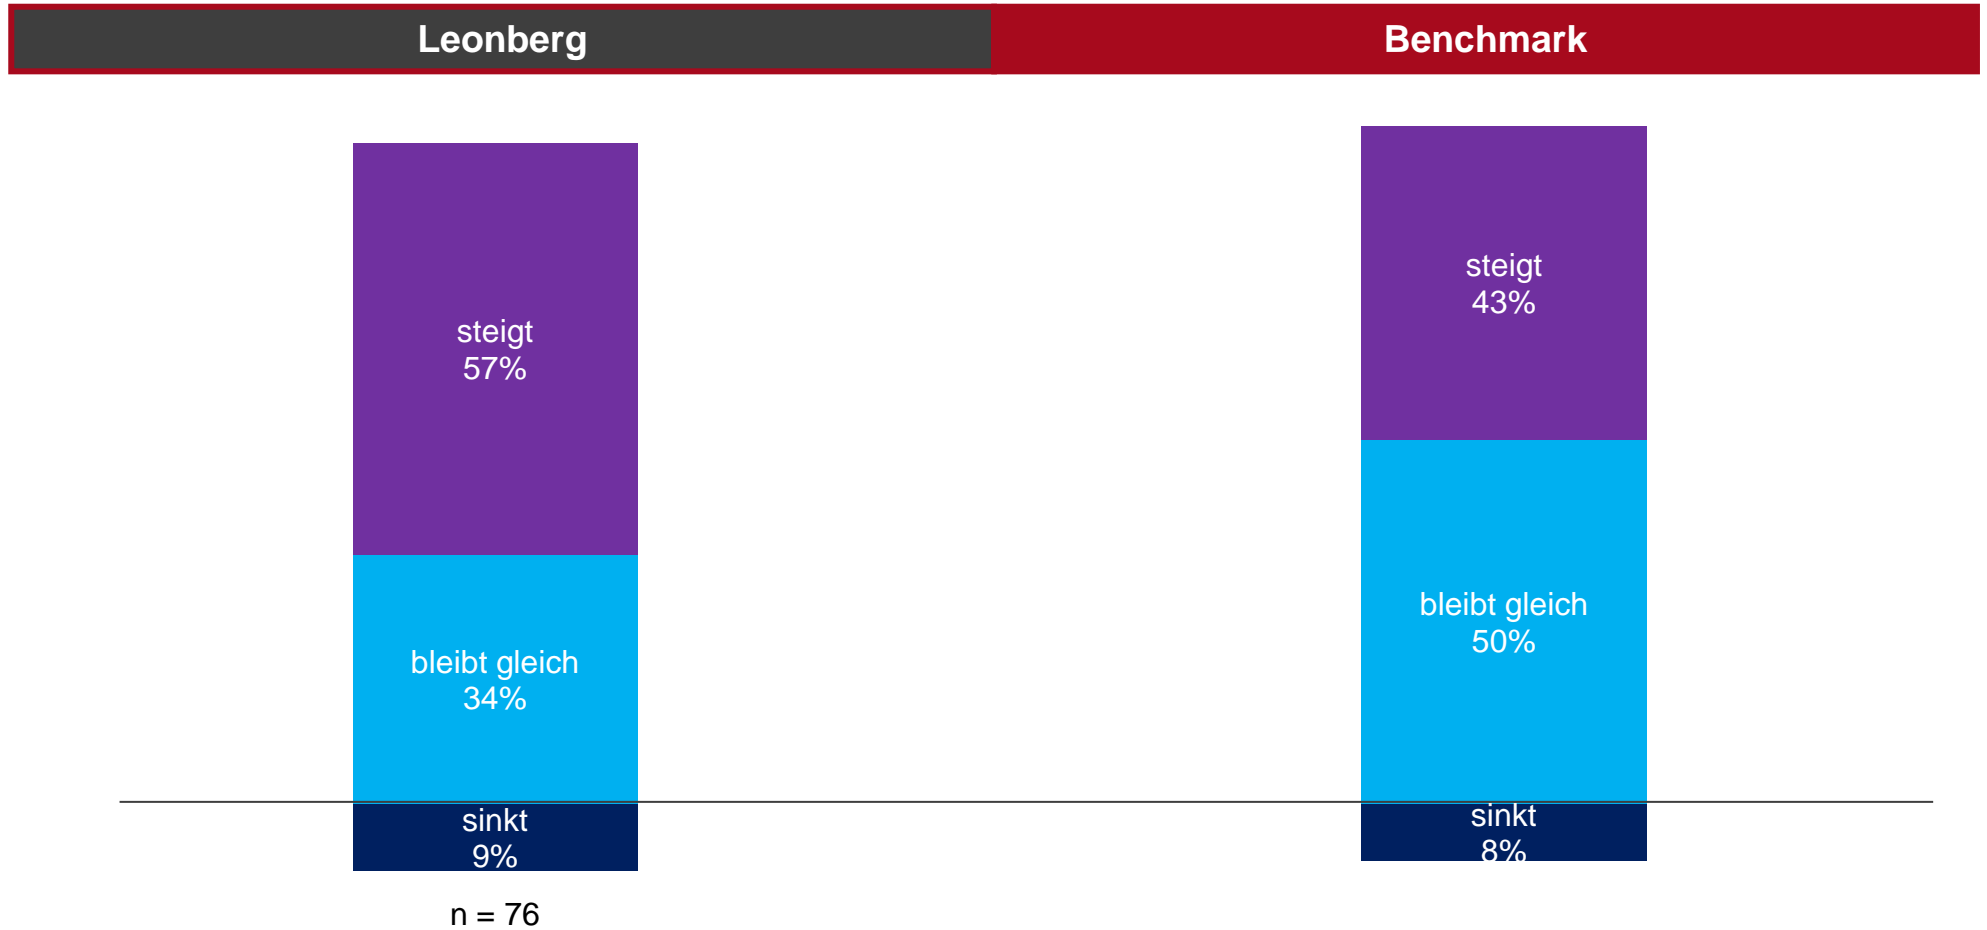 Leonberg
Benchmark
steigt
57%
bleibt gleich
34%
sinkt
9%
n = 76
steigt
43%
bleibt gleich
50%
sinkt
8%